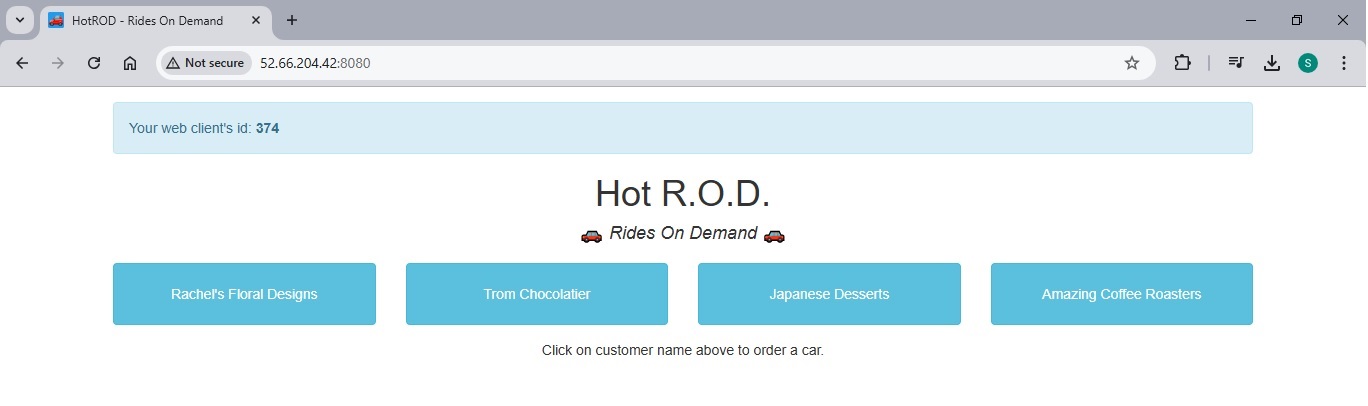 HotROD - Rides On Demand
Not secure 52.66.204.42:8080 S
Your web client's id: 374
Hot R.O.D.
Rides On Demand
Rachel's Floral Designs Trom Chocolatier Japanese Desserts Amazing Coffee Roasters
Click on customer name above to order a car.